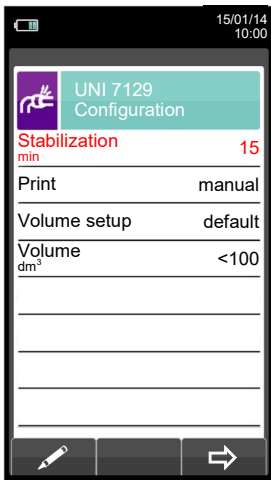 15/01/14
10:00
UNI 7129
Configuration
Stabilization
min
15
Print manual
Volume setup default
Volume
dm³
<100